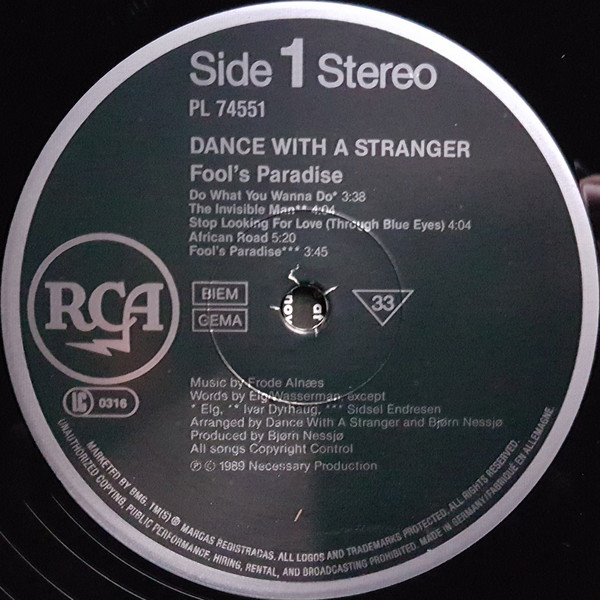 Side 1 Stereo
PL 74551
DANCE WITH A STRANGER
Fool's Paradise
Do What You Wanna Do* 3:38
The Invisible Man** 4:04
Stop Looking For Love (Through Blue Eyes) 4:04
African Road 5:20
Fool's Paradise*** 3:45
RCA
BIEM
GEMA
33
LC 0316
Music by Frode Alnæs
Words by Elg/Wasserman, except
* Elg, ** Ivar Dyrhaug, *** Sidsel Endresen
Arranged by Dance With A Stranger and Bjørn Nessjø
Produced by Bjørn Nessjø
All songs Copyright Control
Ⓟ © 1989 Necessary Production
MARKETED BY BMG. TM(S) ® MARCAS REGISTRADAS. ALL LOGOS AND TRADEMARKS PROTECTED. ALL RIGHTS RESERVED.
UNAUTHORIZED COPYING, PUBLIC PERFORMANCE, HIRING, RENTAL, AND BROADCASTING PROHIBITED. MADE IN GERMANY/FABRIQUÉ EN ALLEMAGNE.